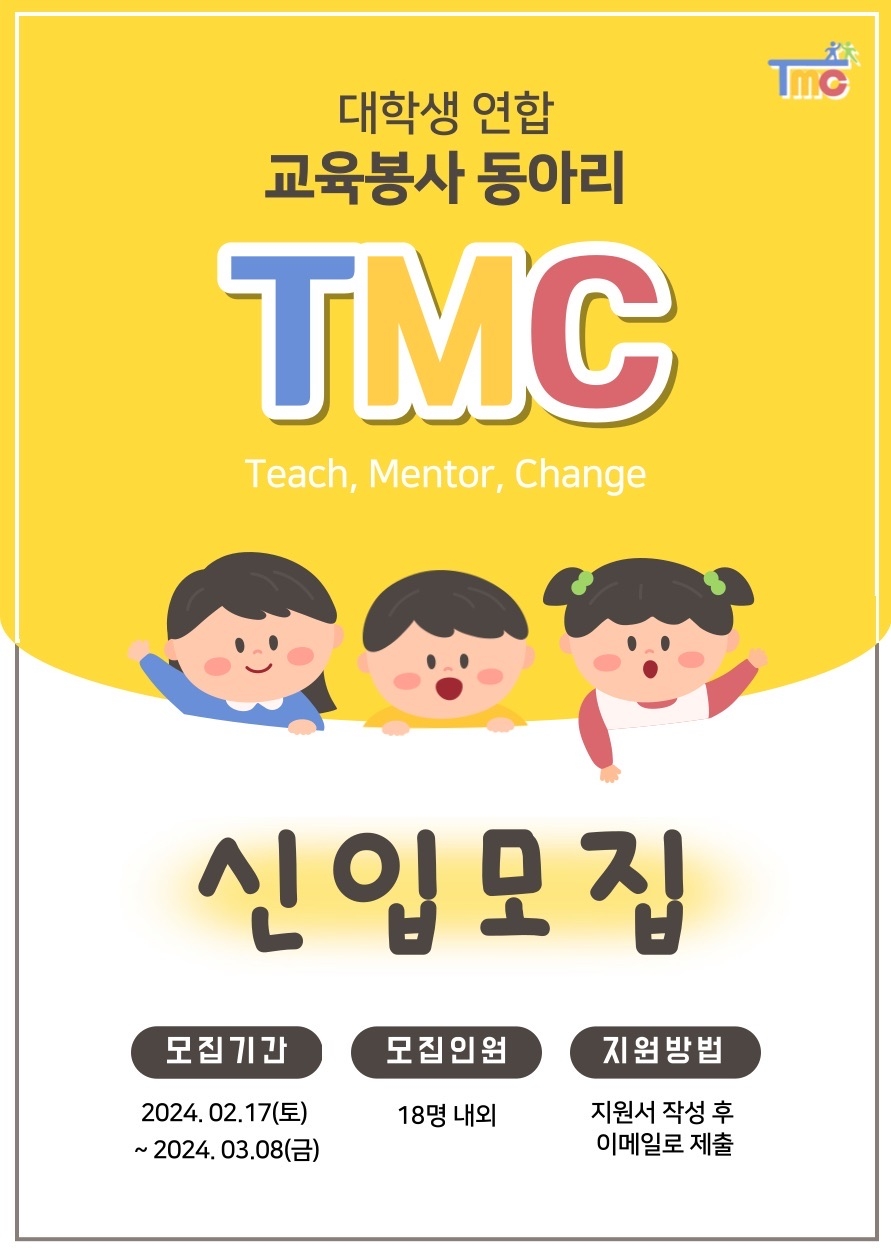 TMC
대학생 연합
교육봉사 동아리
TMC
Teach, Mentor, Change
신입모집
모집기간
2024. 02.17(토)
~ 2024. 03.08(금)
모집인원
18명 내외
지원방법
지원서 작성 후
이메일로 제출